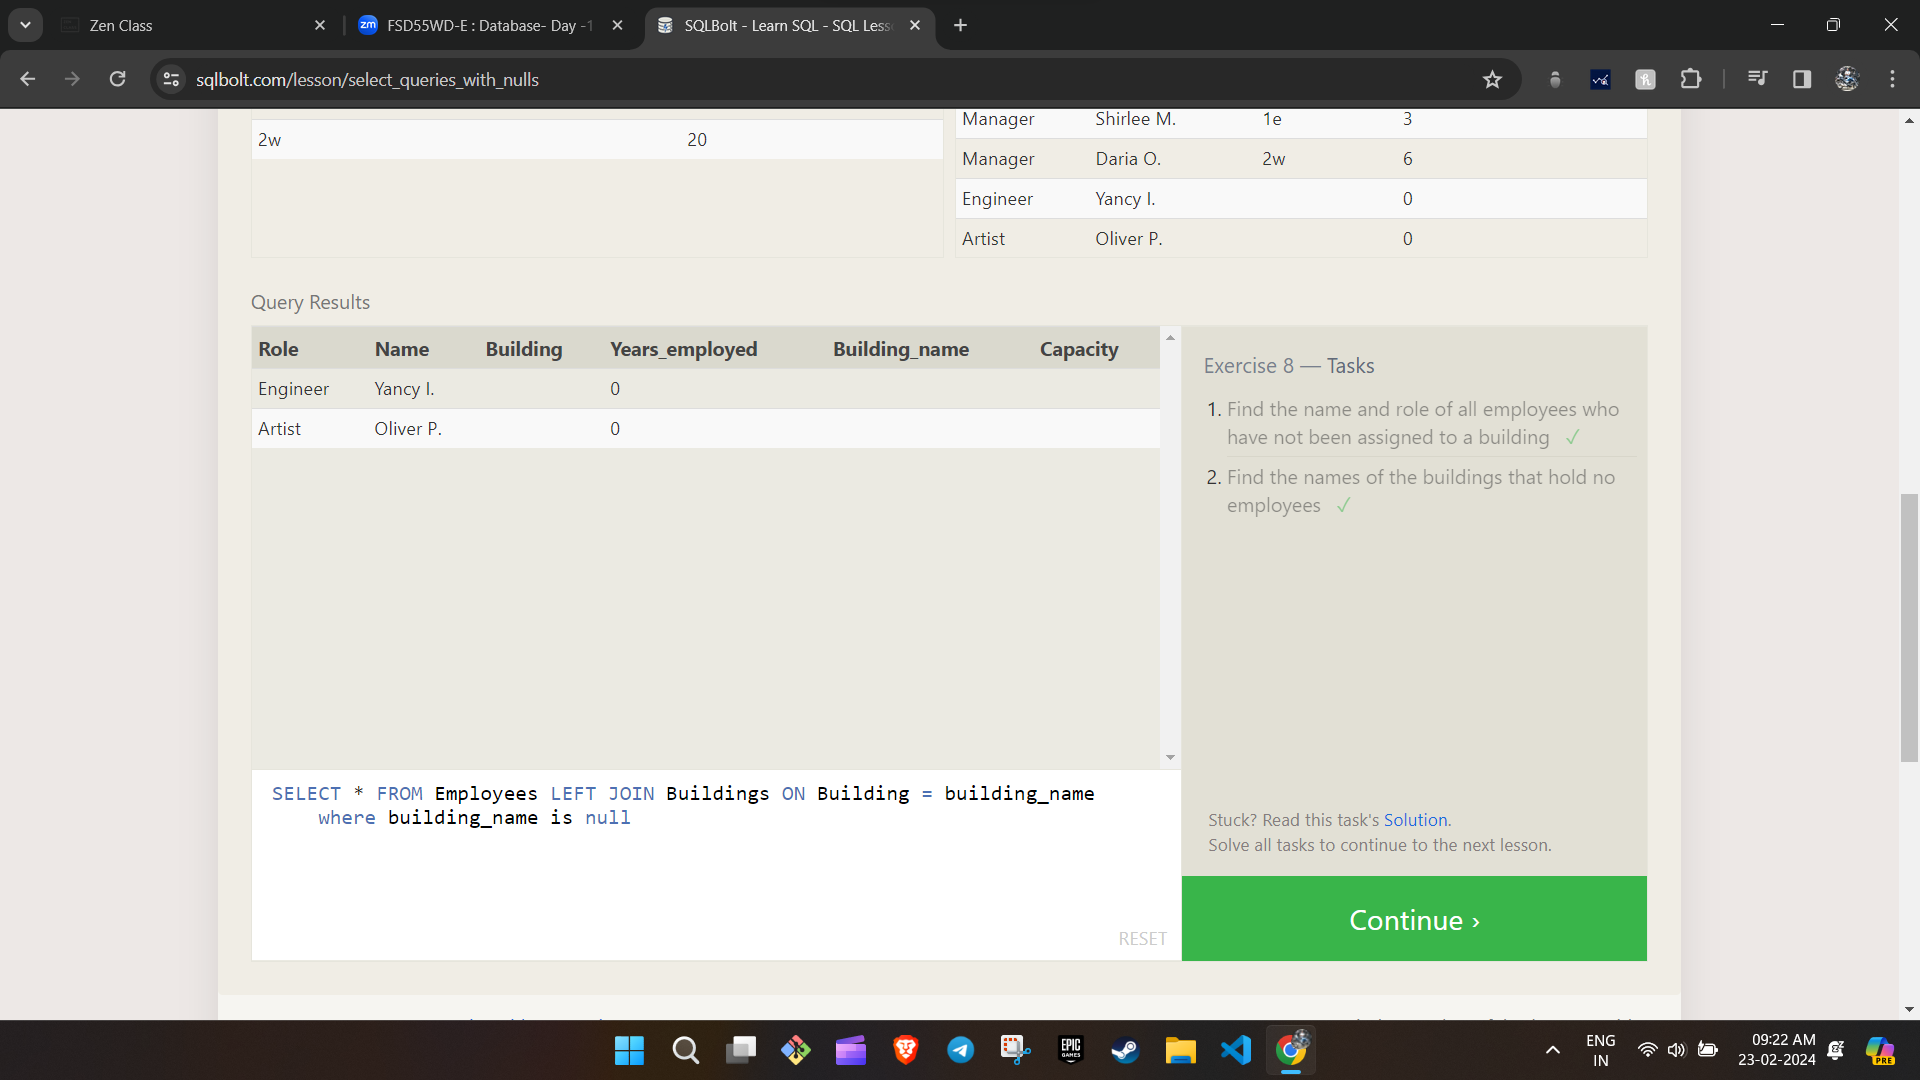 Zen Class
zm FSD55WD-E : Database- Day -1
SQLBolt - Learn SQL - SQL Less
sqlbolt.com/lesson/select_queries_with_nulls
2w 20
Manager Shirlee M. 1e 3
Manager Daria O. 2w 6
Engineer Yancy I. 0
Artist Oliver P. 0
Query Results
Role Name Building Years_employed Building_name Capacity
Engineer Yancy I. 0
Artist Oliver P. 0
Exercise 8 — Tasks
1. Find the name and role of all employees who
have not been assigned to a building ✓
2. Find the names of the buildings that hold no
employees ✓
SELECT * FROM Employees LEFT JOIN Buildings ON Building = building_name
where building_name is null
RESET
Stuck? Read this task's Solution.
Solve all tasks to continue to the next lesson.
Continue ›
EPIC
GAMES
ENG
IN
09:22 AM
23-02-2024
PRE